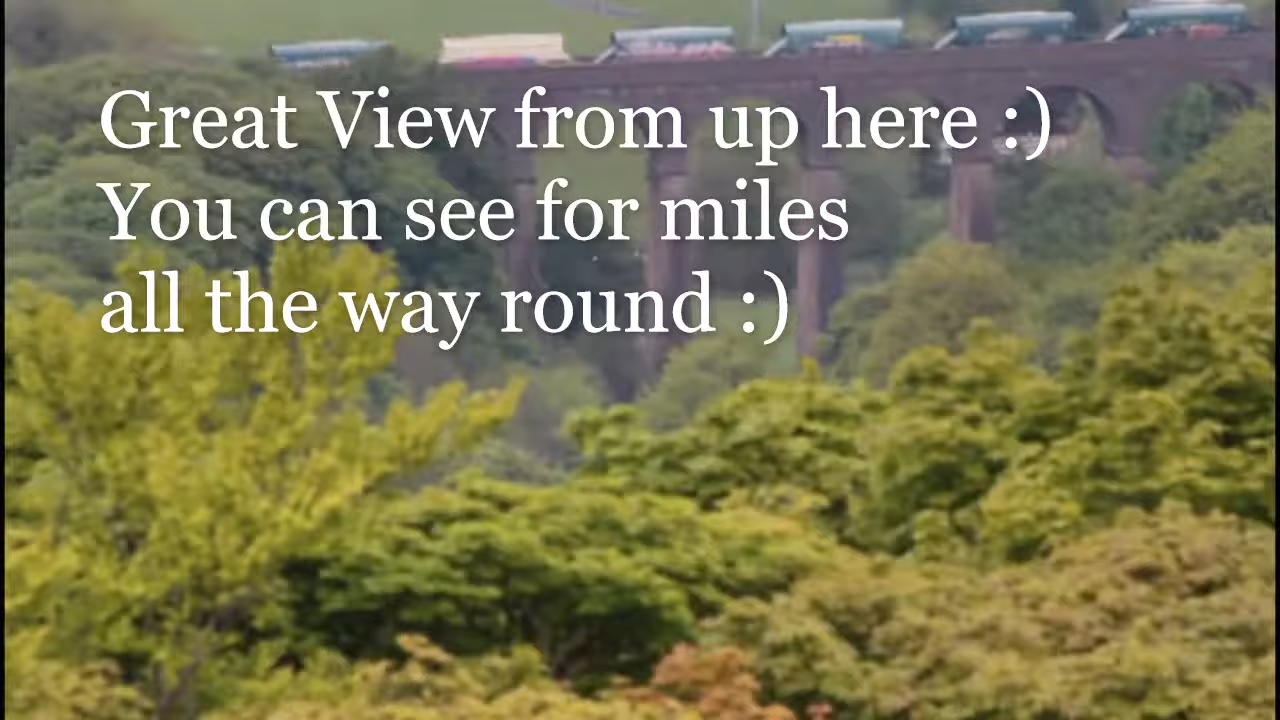 Great View from up here :)
You can see for miles
all the way round :)